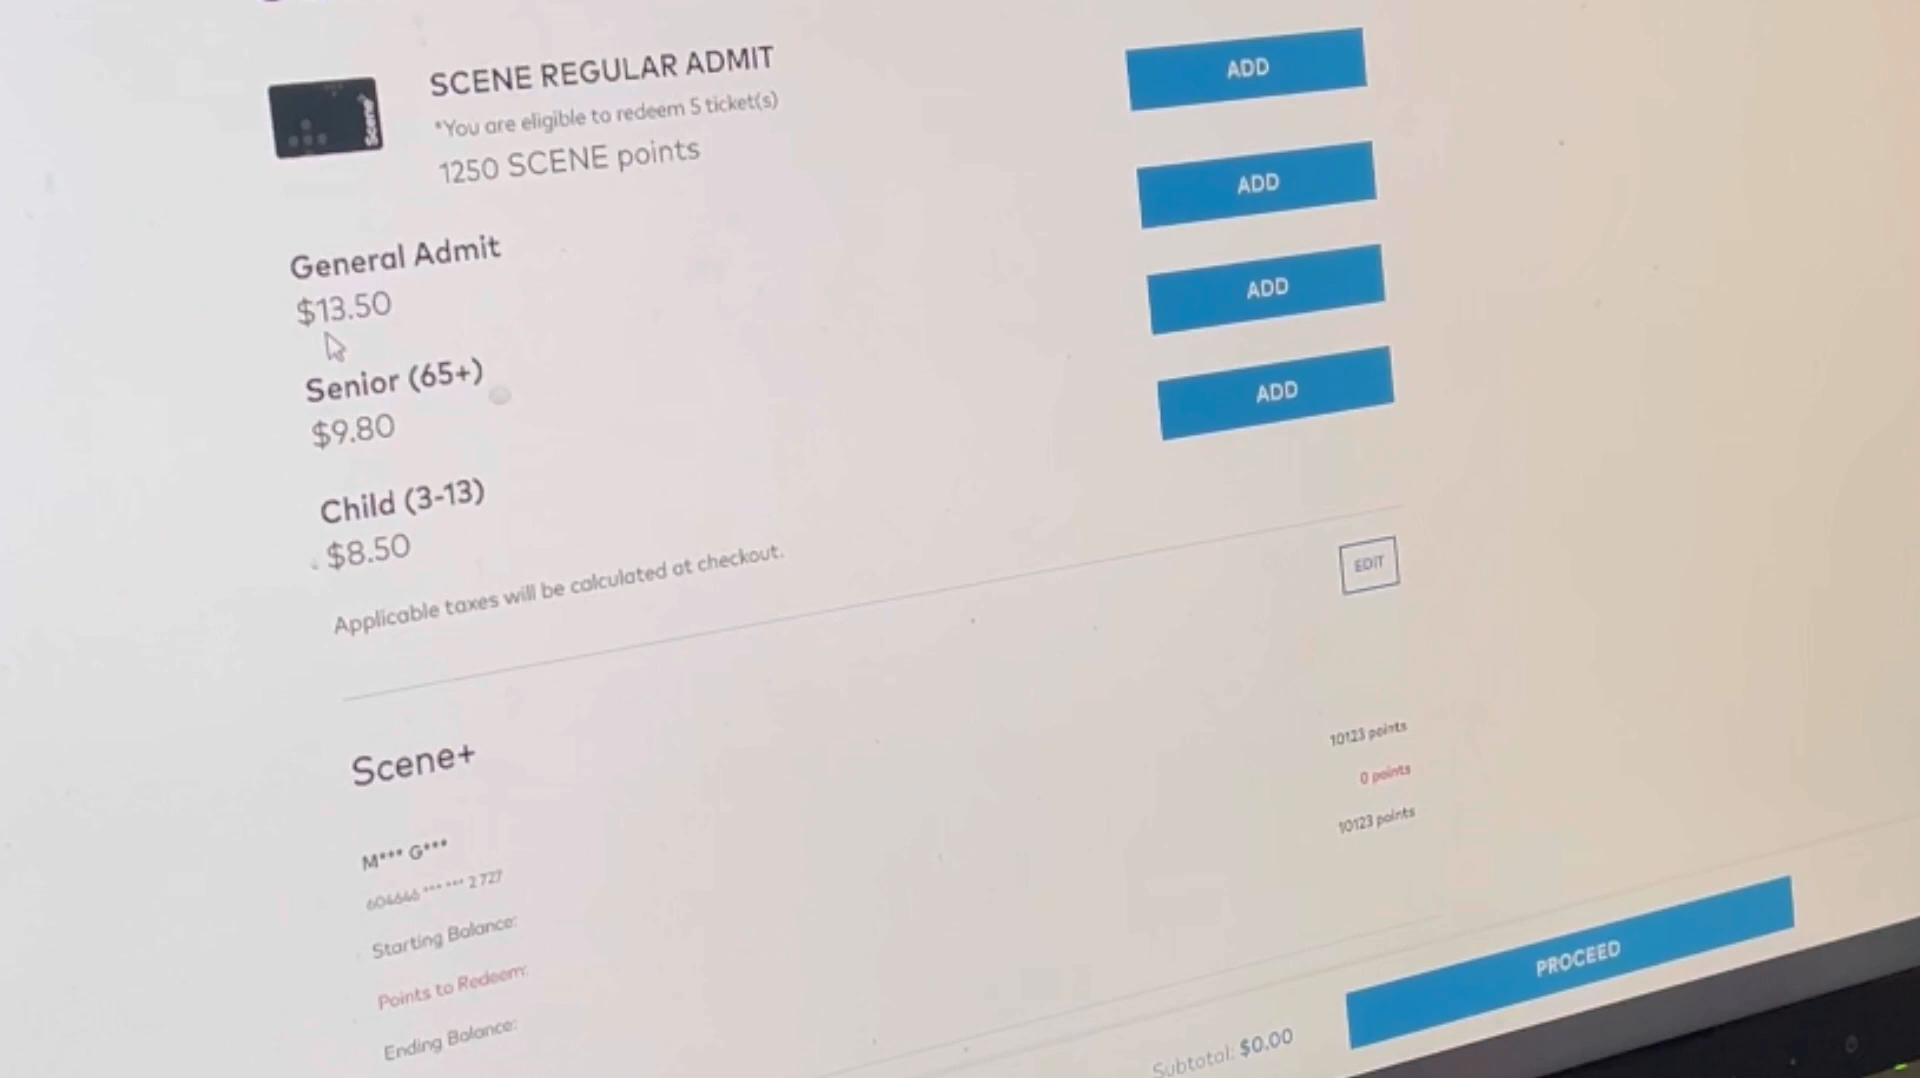 Scene+
SCENE REGULAR ADMIT
*You are eligible to redeem 5 ticket(s)
1250 SCENE points
ADD
General Admit
$13.50
ADD
Senior (65+)
$9.80
ADD
Child (3-13)
$8.50
ADD
Applicable taxes will be calculated at checkout.
EDIT
Scene+
M*** G***
604646 *** *** 2 727
Starting Balance:
10123 points
Points to Redeem:
0 points
Ending Balance:
10123 points
Subtotal: $0.00
PROCEED